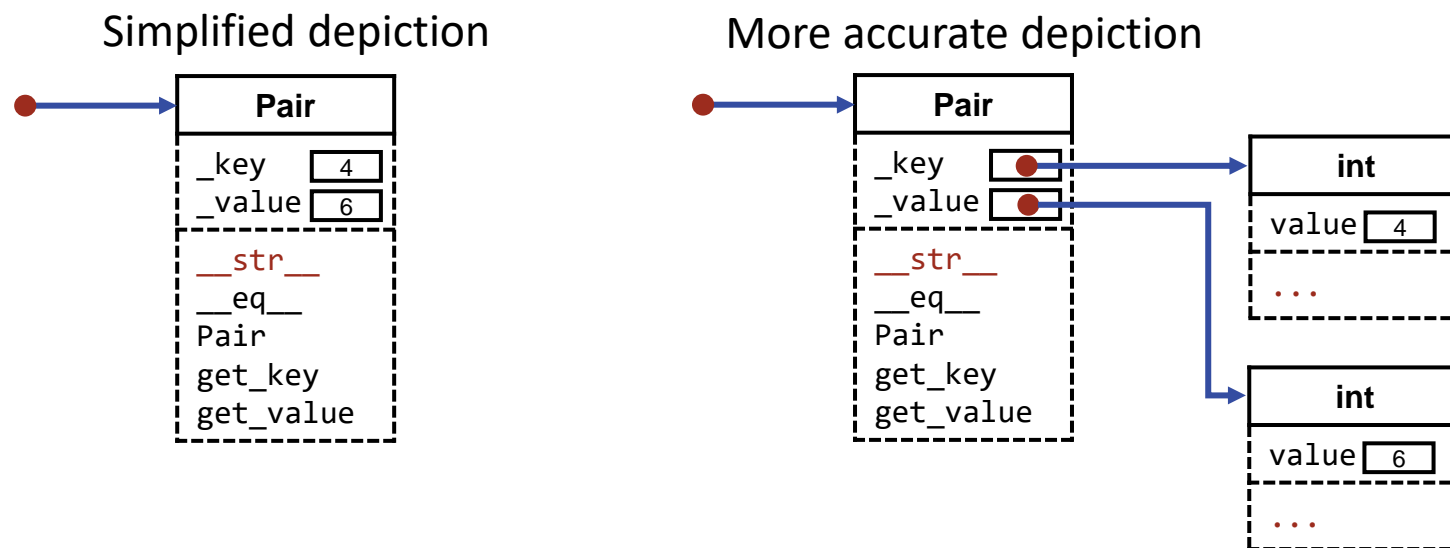 Simplified depiction
Pair
_key 4
_value 6
__str__
__eq__
Pair
get_key
get_value
More accurate depiction
Pair
_key
_value
__str__
__eq__
Pair
get_key
get_value
int
value 4
...
int
value 6
...